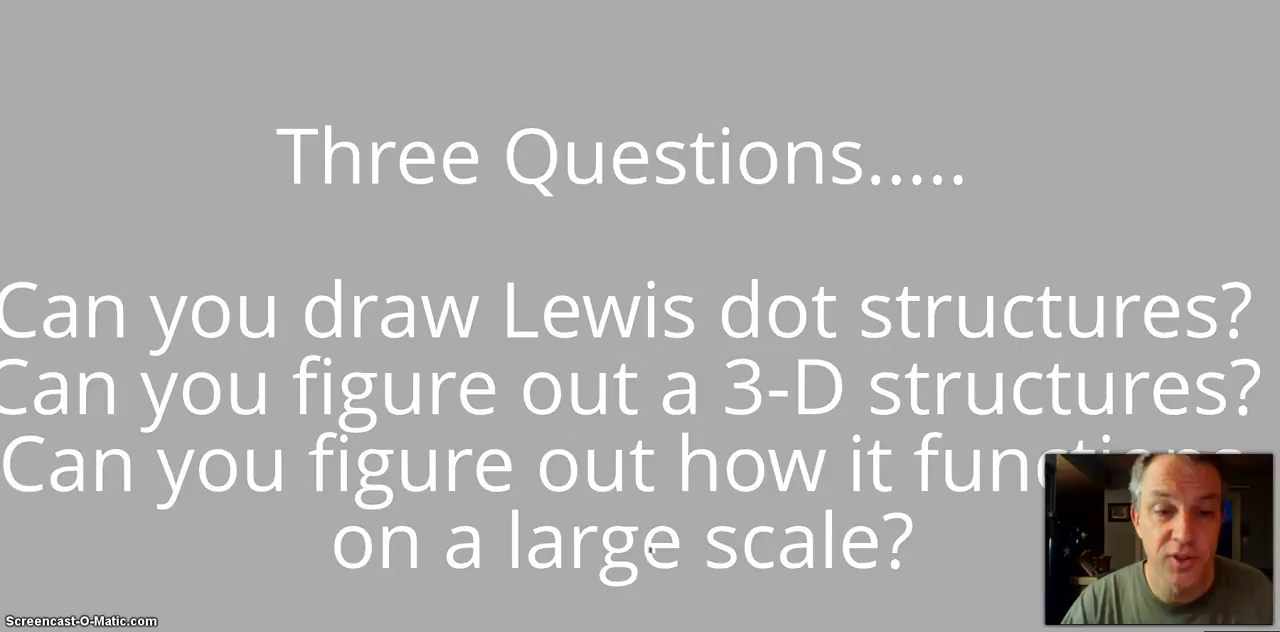 Three Questions.....
Can you draw Lewis dot structures?
Can you figure out a 3-D structures?
Can you figure out how it functions
on a large scale?
Screencast-O-Matic.com